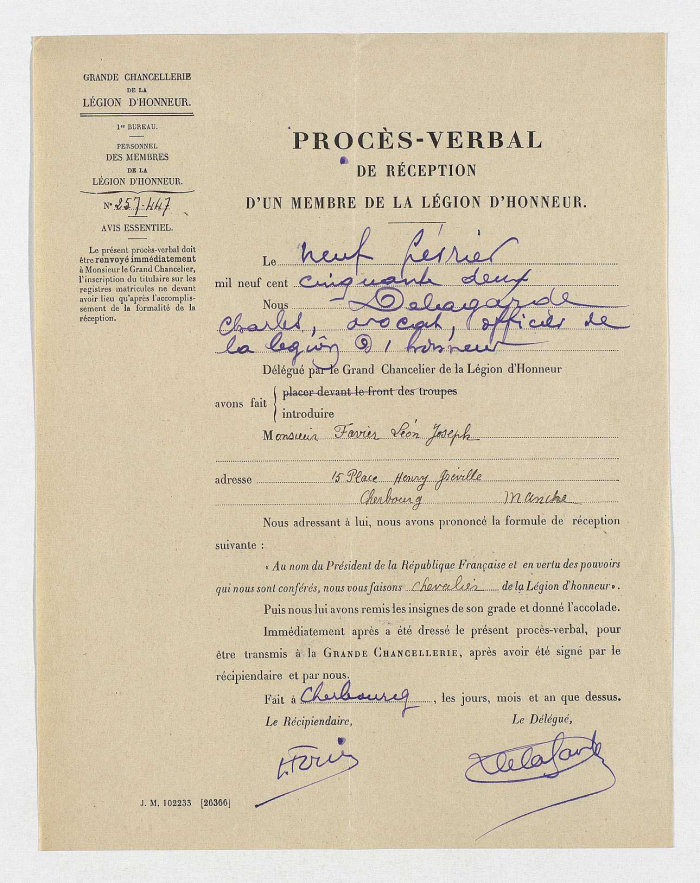 GRANDE CHANCELLERIE
DE LA
LÉGION D'HONNEUR.
1er BUREAU.
PERSONNEL
DES MEMBRES
DE LA
LÉGION D'HONNEUR.
N° 257.447
AVIS ESSENTIEL.
Le présent procès-verbal doit
être renvoyé immédiatement
à Monsieur le Grand Chancelier,
l'inscription du titulaire sur les
registres matricules ne devant
avoir lieu qu'après l'accomplis-
sement de la formalité de la
réception.
PROCÈS-VERBAL
DE RÉCEPTION
D'UN MEMBRE DE LA LÉGION D'HONNEUR.
Le neuf février
mil neuf cent cinquante deux
Nous Delagarde
Charles, avocat, officier de
la légion d'honneur
Délégué par le Grand Chancelier de la Légion d'Honneur
avons fait { placer devant le front des troupes
introduire
Monsieur Favier Léon Joseph
adresse 15 Place Henry Gréville
Cherbourg Manche
Nous adressant à lui, nous avons prononcé la formule de réception
suivante :
« Au nom du Président de la République Française et en vertu des pouvoirs
qui nous sont conférés, nous vous faisons chevalier de la Légion d'honneur ».
Puis nous lui avons remis les insignes de son grade et donné l'accolade.
Immédiatement après a été dressé le présent procès-verbal, pour
être transmis à la GRANDE CHANCELLERIE, après avoir été signé par le
récipiendaire et par nous.
Fait à Cherbourg, les jours, mois et an que dessus.
Le Récipiendaire, Le Délégué,
Delagarde
J. M. 102233 [26366]